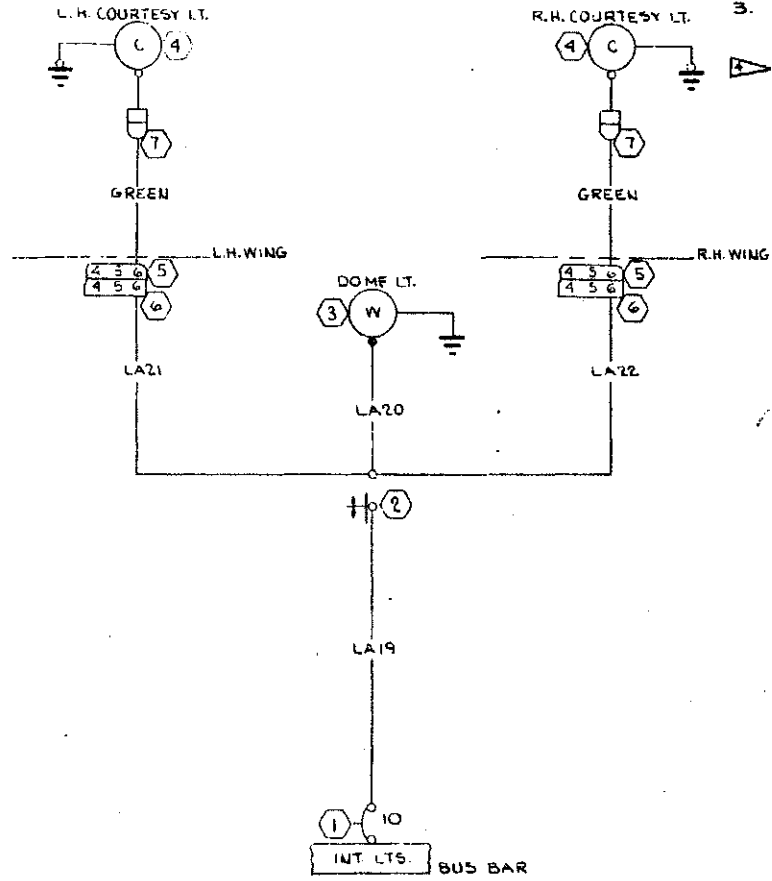 L.H. COURTESY LT.
R.H. COURTESY LT.
3.
C
4
4
C
4
7
7
GREEN
GREEN
L.H. WING
R.H. WING
4 5 6
5
4 5 6
6
4 5 6
5
4 5 6
6
DOME LT.
3
W
LA21
LA20
LA22
2
LA19
1
10
INT. LTS.
BUS BAR